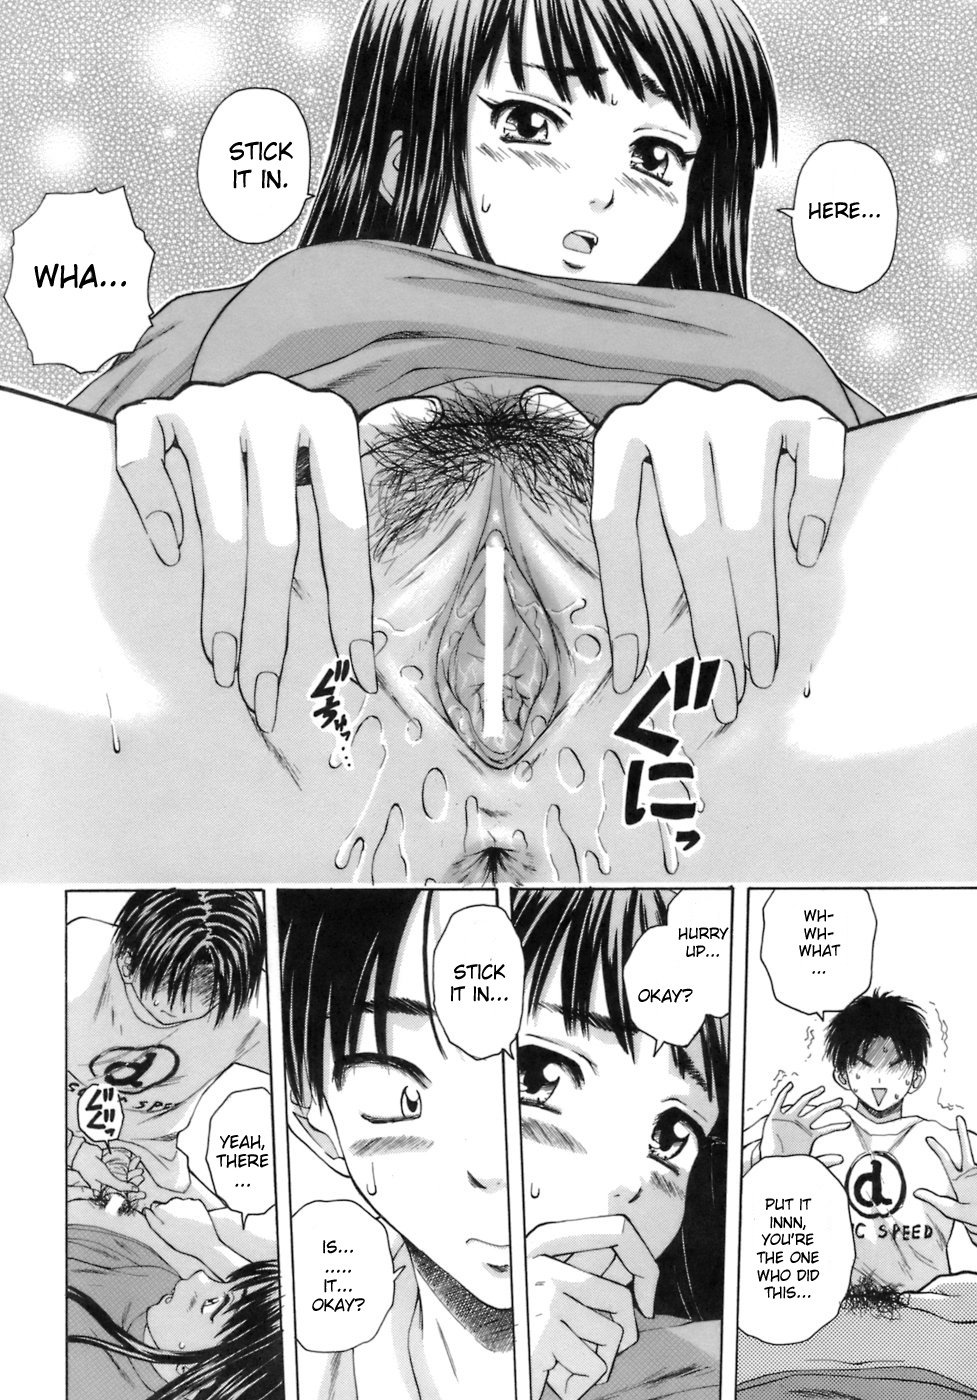 HERE...
STICK
IT IN.
WHA...
ぐちゅっ...
ぐにっ
WH-
WH-
WHAT
...
PUT IT
INNN,
YOU'RE
THE ONE
WHO DID
THIS...
C SPEED
HURRY
UP...
OKAY?
STICK
IT IN...
IS...
.....
IT...
OKAY?
YEAH,
THERE
...
ぐぐっ
d